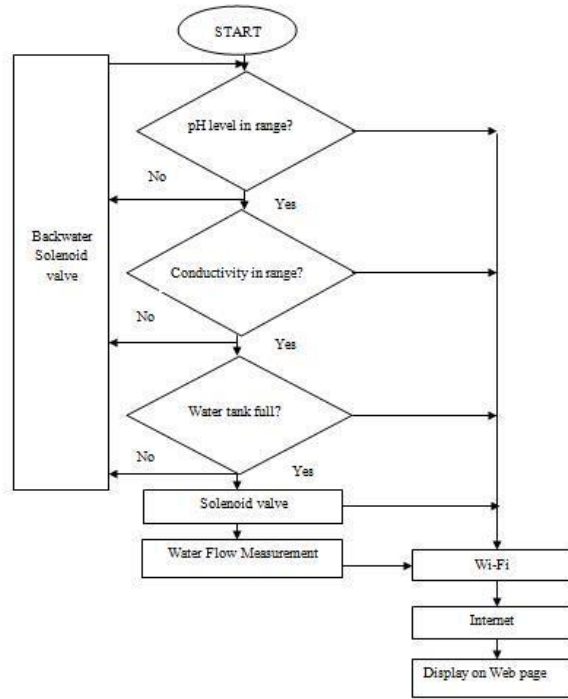 START
pH level in range?
No
Yes
Backwater
Solenoid
valve
Conductivity in range?
No
Yes
Water tank full?
No
Yes
Solenoid valve
Water Flow Measurement
Wi-Fi
Internet
Display on Web page